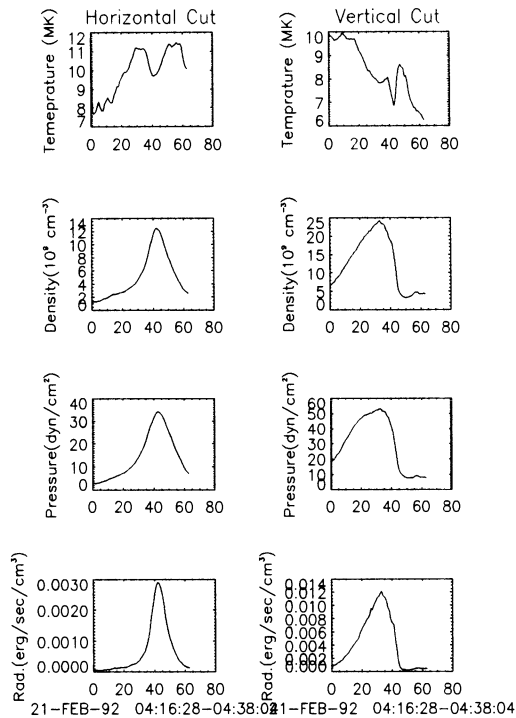 Horizontal Cut
Vertical Cut
Temeprature (MK)
12
11
10
9
8
7
0 20 40 60 80
Temprature (MK)
10
9
8
7
6
0 20 40 60 80
Density(10⁹ cm⁻³)
14
12
10
8
6
4
2
0
0 20 40 60 80
Density(10⁹ cm⁻³)
25
20
15
10
5
0
0 20 40 60 80
Pressure(dyn/cm²)
40
30
20
10
0
0 20 40 60 80
Pressure(dyn/cm²)
60
50
40
30
20
10
0
0 20 40 60 80
Rad.(erg/sec/cm³)
0.0030
0.0020
0.0010
0.0000
0 20 40 60 80
Rad.(erg/sec/cm³)
0.014
0.012
0.010
0.008
0.006
0.004
0.002
0.000
0 20 40 60 80
21-FEB-92 04:16:28-04:38:04
21-FEB-92 04:16:28-04:38:04